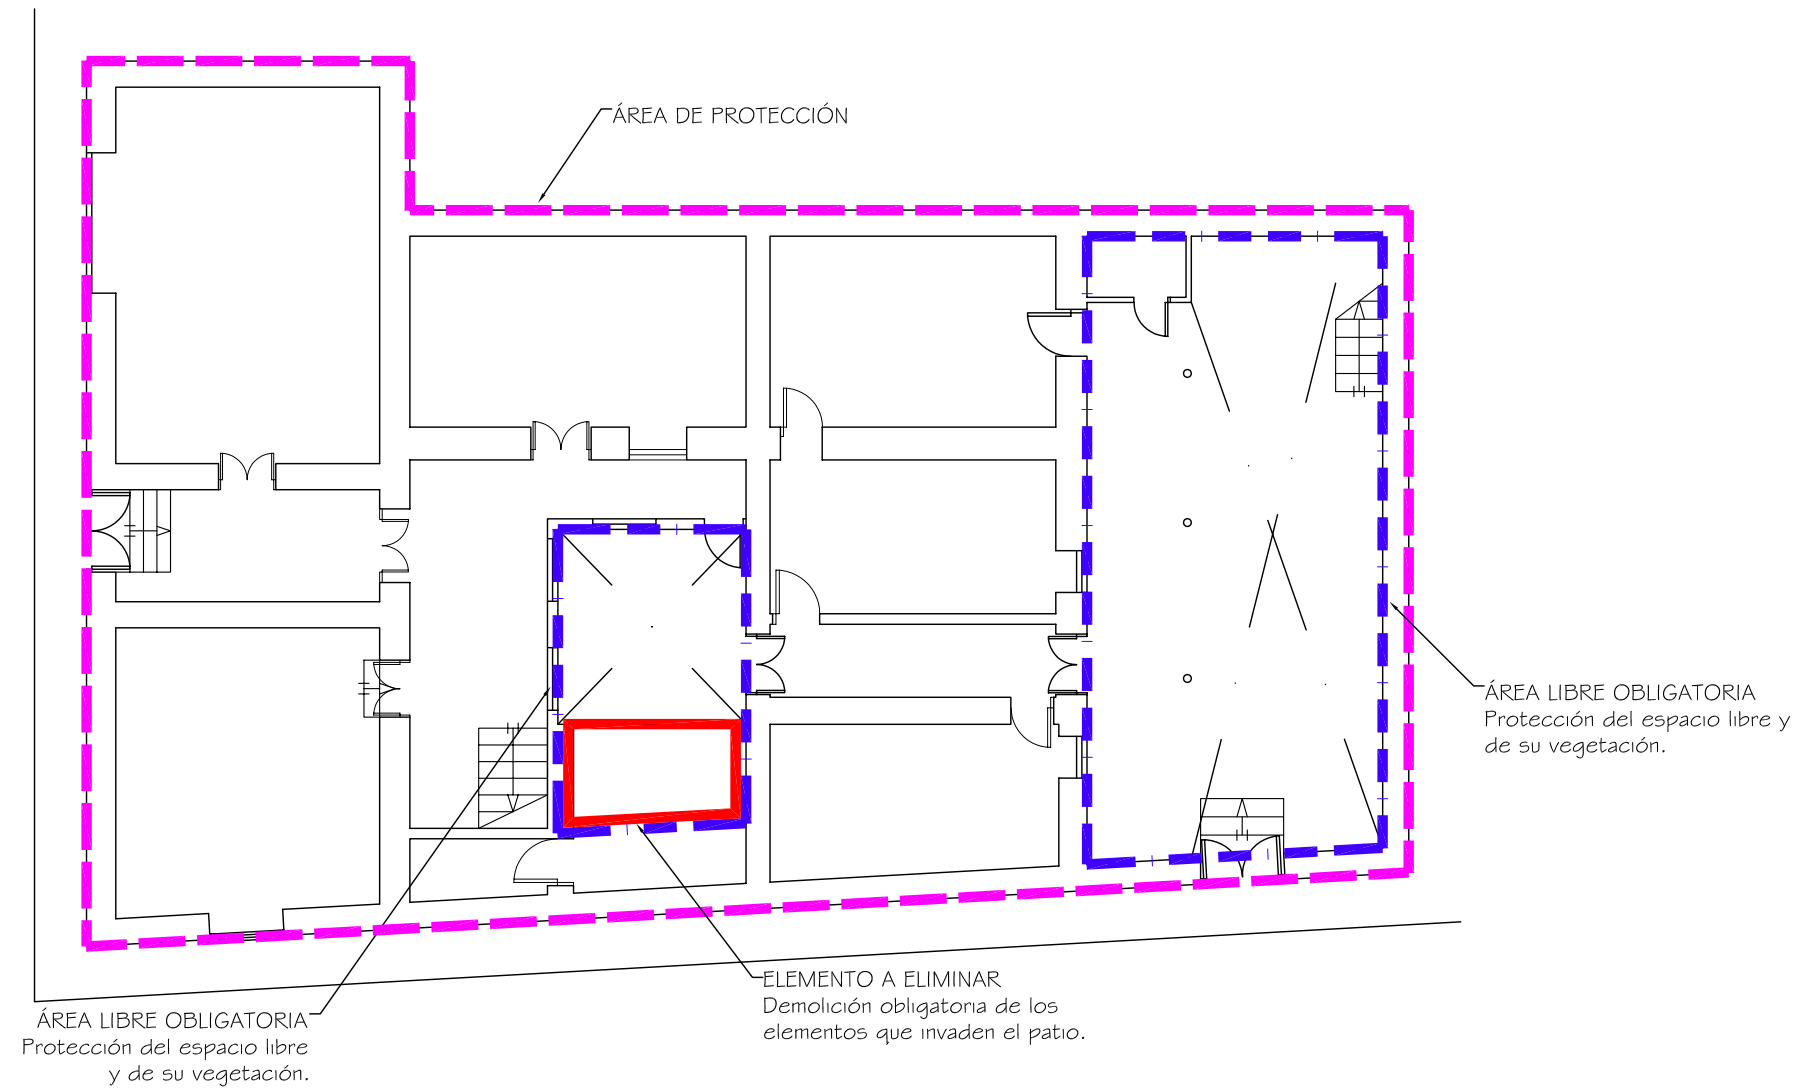 ÁREA DE PROTECCIÓN
ÁREA LIBRE OBLIGATORIA
Protección del espacio libre y
de su vegetación.
ELEMENTO A ELIMINAR
Demolición obligatoria de los
elementos que invaden el patio.
ÁREA LIBRE OBLIGATORIA
Protección del espacio libre
y de su vegetación.